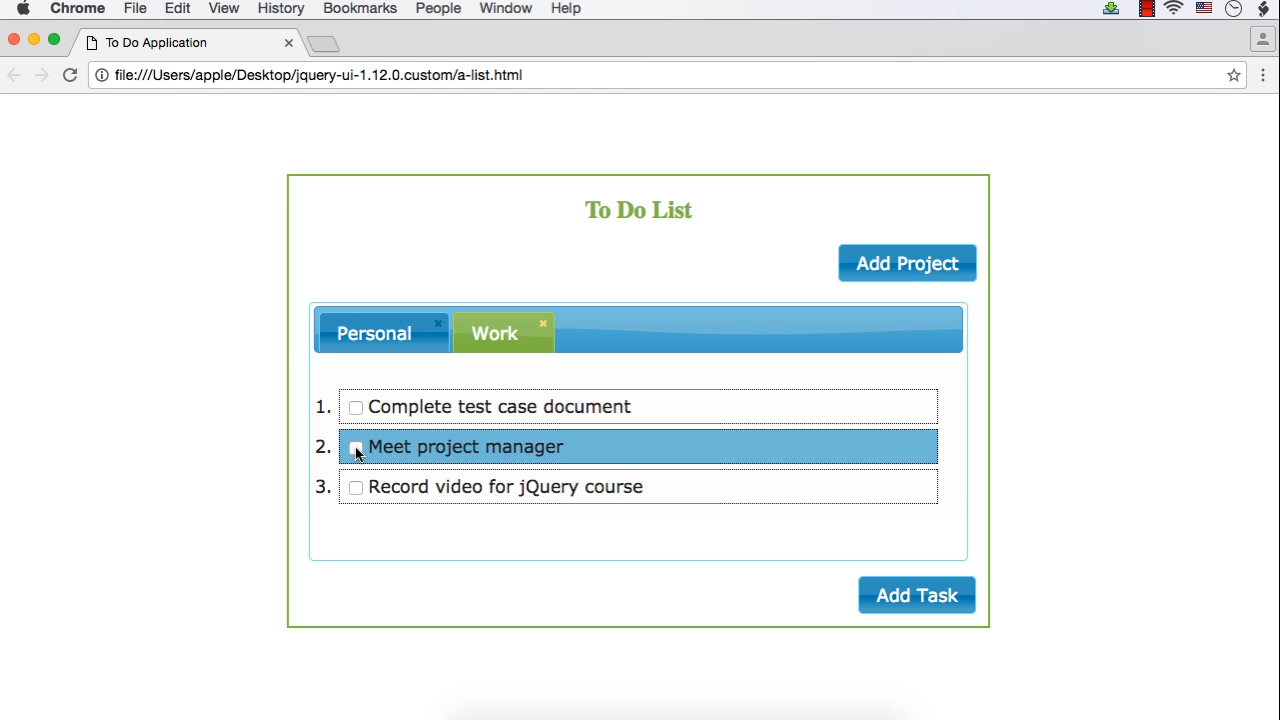 Chrome File Edit View History Bookmarks People Window Help
To Do Application
file:///Users/apple/Desktop/jquery-ui-1.12.0.custom/a-list.html
To Do List
Add Project
Personal Work
1. Complete test case document
2. Meet project manager
3. Record video for jQuery course
Add Task